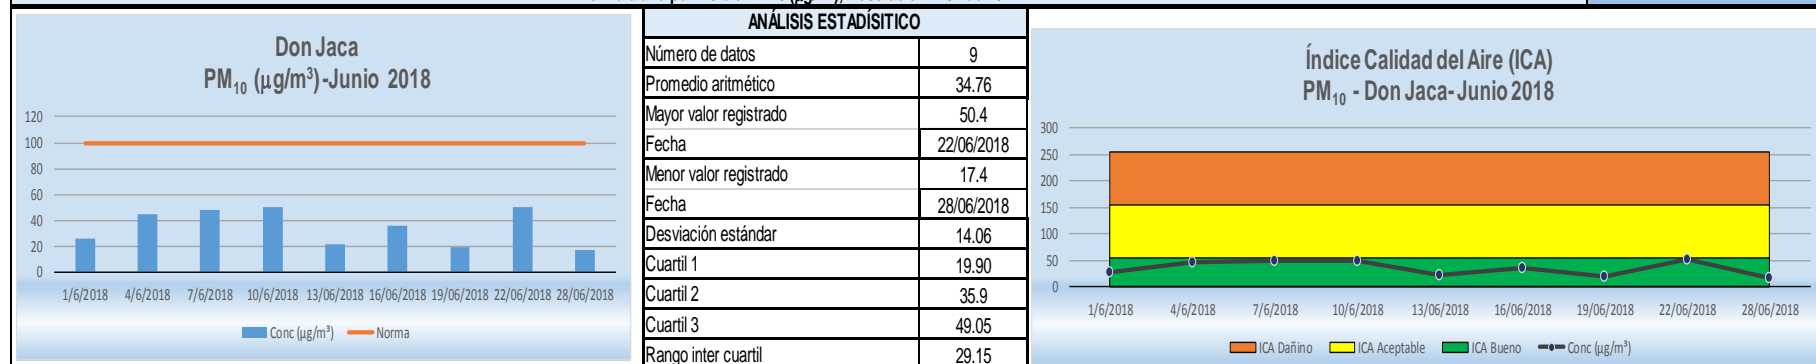 ANÁLISIS ESTADÍSITICO
Don Jaca
PM₁₀ (µg/m³)-Junio 2018
120
100
80
60
40
20
0
1/6/2018 4/6/2018 7/6/2018 10/6/2018 13/06/2018 16/06/2018 19/06/2018 22/06/2018 28/06/2018
Conc (µg/m³) Norma
Número de datos 9
Promedio aritmético 34.76
Mayor valor registrado 50.4
Fecha 22/06/2018
Menor valor registrado 17.4
Fecha 28/06/2018
Desviación estándar 14.06
Cuartil 1 19.90
Cuartil 2 35.9
Cuartil 3 49.05
Rango inter cuartil 29.15
Índice Calidad del Aire (ICA)
PM₁₀ - Don Jaca- Junio 2018
300
250
200
150
100
50
0
1/6/2018 4/6/2018 7/6/2018 10/6/2018 13/06/2018 16/06/2018 19/06/2018 22/06/2018 28/06/2018
ICA Dañino ICA Aceptable ICA Bueno Conc (µg/m³)